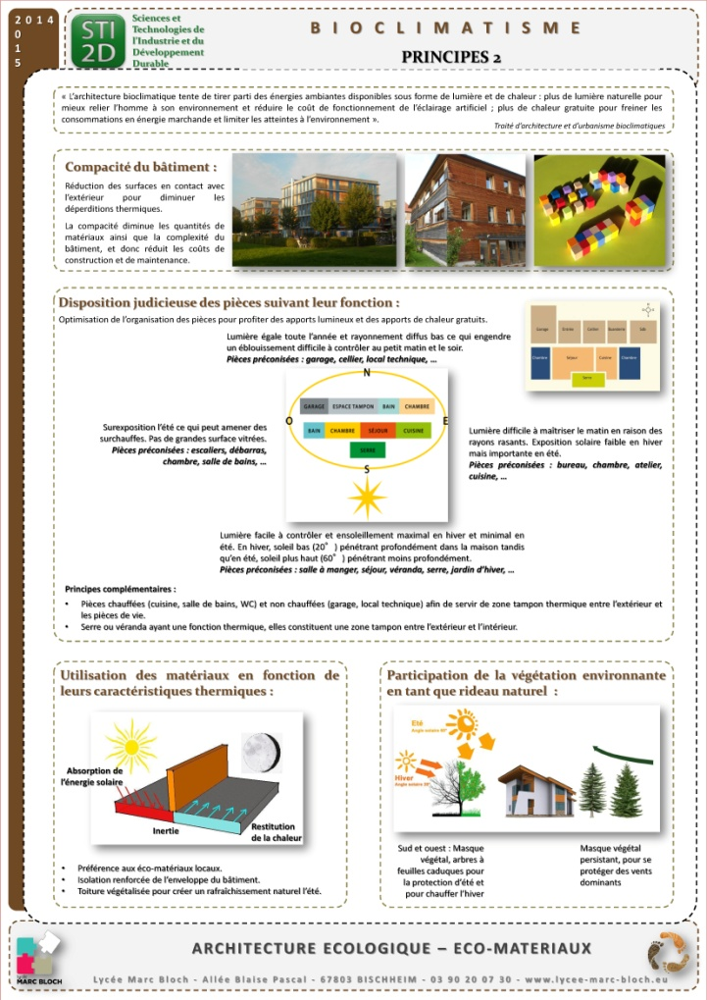 2 0 1 4
0
1
5
STI
2D
Sciences et
Technologies de
l'Industrie et du
Développement
Durable
BIOCLIMATISME
PRINCIPES 2
« L'architecture bioclimatique tente de tirer parti des énergies ambiantes disponibles sous forme de lumière et de chaleur : plus de lumière naturelle pour
mieux relier l'homme à son environnement et réduire le coût de fonctionnement de l'éclairage artificiel ; plus de chaleur gratuite pour freiner les
consommations en énergie marchande et limiter les atteintes à l'environnement ».
Traité d'architecture et d'urbanisme bioclimatiques
Compacité du bâtiment :
Réduction des surfaces en contact avec
l'extérieur pour diminuer les
déperditions thermiques.
La compacité diminue les quantités de
matériaux ainsi que la complexité du
bâtiment, et donc réduit les coûts de
construction et de maintenance.
Disposition judicieuse des pièces suivant leur fonction :
Optimisation de l'organisation des pièces pour profiter des apports lumineux et des apports de chaleur gratuits.
Lumière égale toute l'année et rayonnement diffus bas ce qui engendre
un éblouissement difficile à contrôler au petit matin et le soir.
Pièces préconisées : garage, cellier, local technique, ...
Garage
Entrée
Cellier
Buanderie
Sdb
Chambre
Séjour
Cuisine
Chambre
Serre
N
GARAGE ESPACE TAMPON BAIN CHAMBRE
O
E
BAIN CHAMBRE SÉJOUR CUISINE
SERRE
S
Surexposition l'été ce qui peut amener des
surchauffes. Pas de grandes surface vitrées.
Pièces préconisées : escaliers, débarras,
chambre, salle de bains, ...
Lumière difficile à maîtriser le matin en raison des
rayons rasants. Exposition solaire faible en hiver
mais importante en été.
Pièces préconisées : bureau, chambre, atelier,
cuisine, ...
Lumière facile à contrôler et ensoleillement maximal en hiver et minimal en
été. En hiver, soleil bas (20° ) pénétrant profondément dans la maison tandis
qu'en été, soleil plus haut (60° ) pénétrant moins profondément.
Pièces préconisées : salle à manger, séjour, véranda, serre, jardin d'hiver, ...
Principes complémentaires :
• Pièces chauffées (cuisine, salle de bains, WC) et non chauffées (garage, local technique) afin de servir de zone tampon thermique entre l'extérieur et
les pièces de vie.
• Serre ou véranda ayant une fonction thermique, elles constituent une zone tampon entre l'extérieur et l'intérieur.
Utilisation des matériaux en fonction de
leurs caractéristiques thermiques :
Absorption de
l'énergie solaire
Inertie
Restitution
de la chaleur
• Préférence aux éco-matériaux locaux.
• Isolation renforcée de l'enveloppe du bâtiment.
• Toiture végétalisée pour créer un rafraîchissement naturel l'été.
Participation de la végétation environnante
en tant que rideau naturel :
Eté
Angle solaire 60°
Hiver
Sud et ouest : Masque
végétal, arbres à
feuilles caduques pour
la protection d'été et
pour chauffer l'hiver
Masque végétal
persistant, pour se
protéger des vents
dominants
MARC BLOCH
ARCHITECTURE ECOLOGIQUE – ECO-MATERIAUX
Lycée Marc Bloch - Allée Blaise Pascal - 67803 BISCHHEIM - 03 90 20 07 30 - www.lycee-marc-bloch.eu